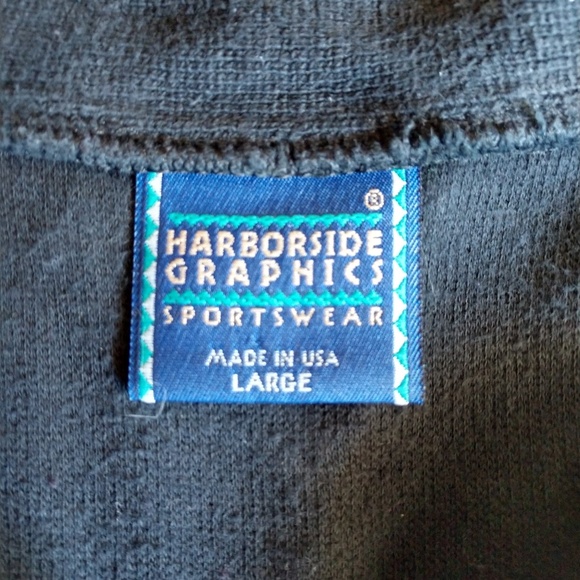 ®
HARBORSIDE
GRAPHICS
SPORTSWEAR
MADE IN USA
LARGE